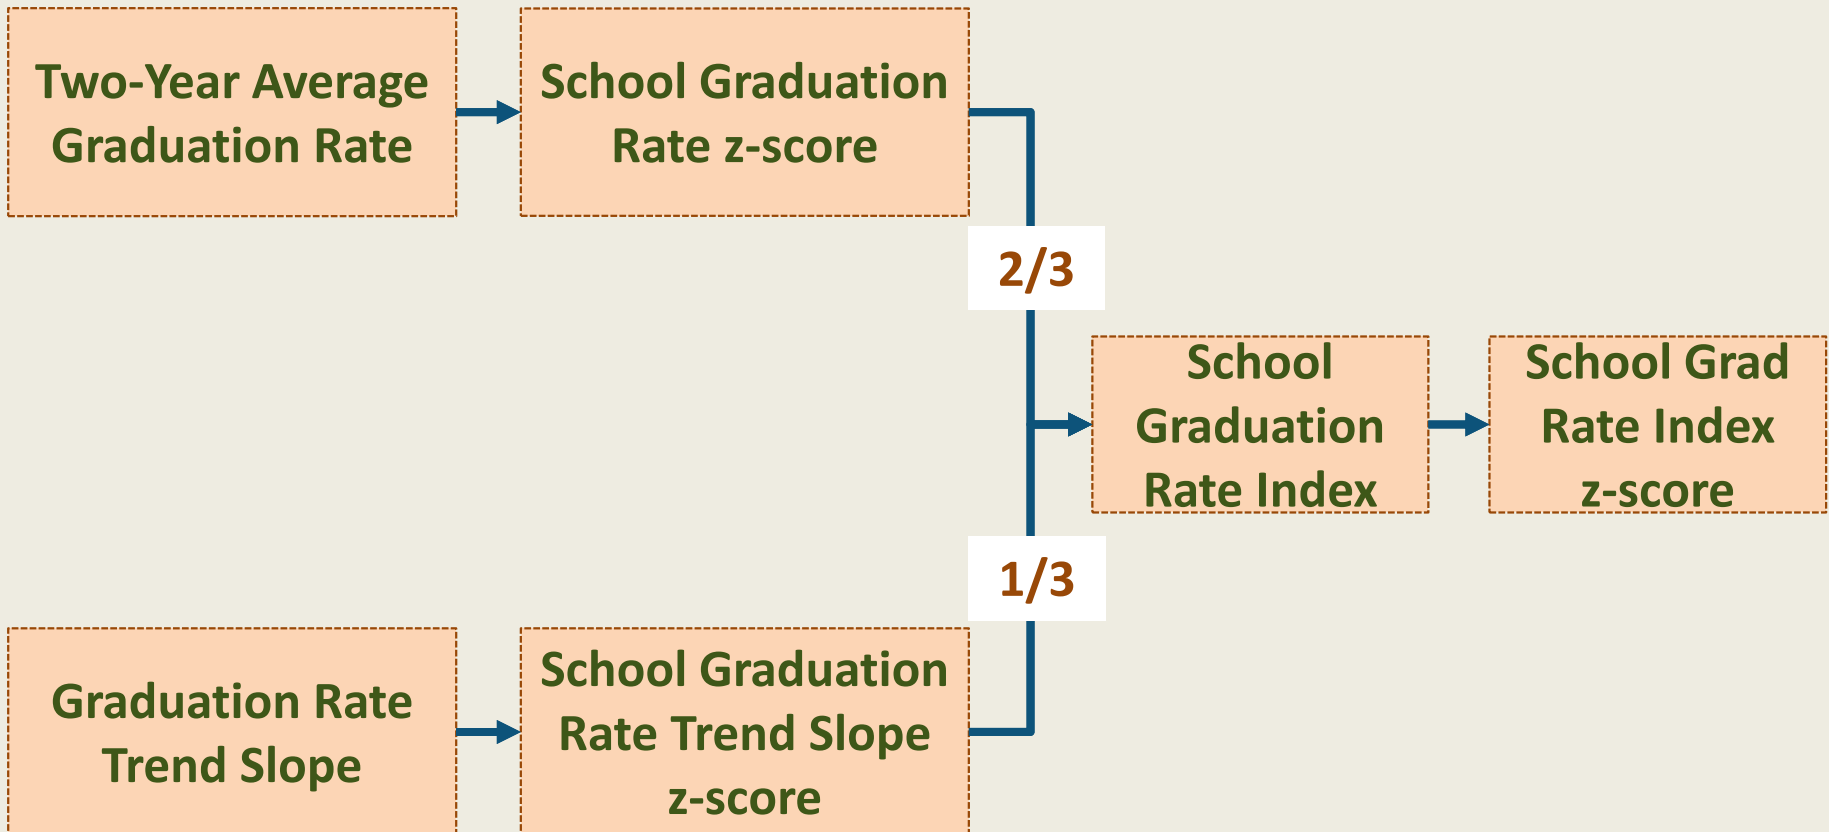 Two-Year Average
Graduation Rate
School Graduation
Rate z-score
2/3
School
Graduation
Rate Index
School Grad
Rate Index
z-score
1/3
Graduation Rate
Trend Slope
School Graduation
Rate Trend Slope
z-score